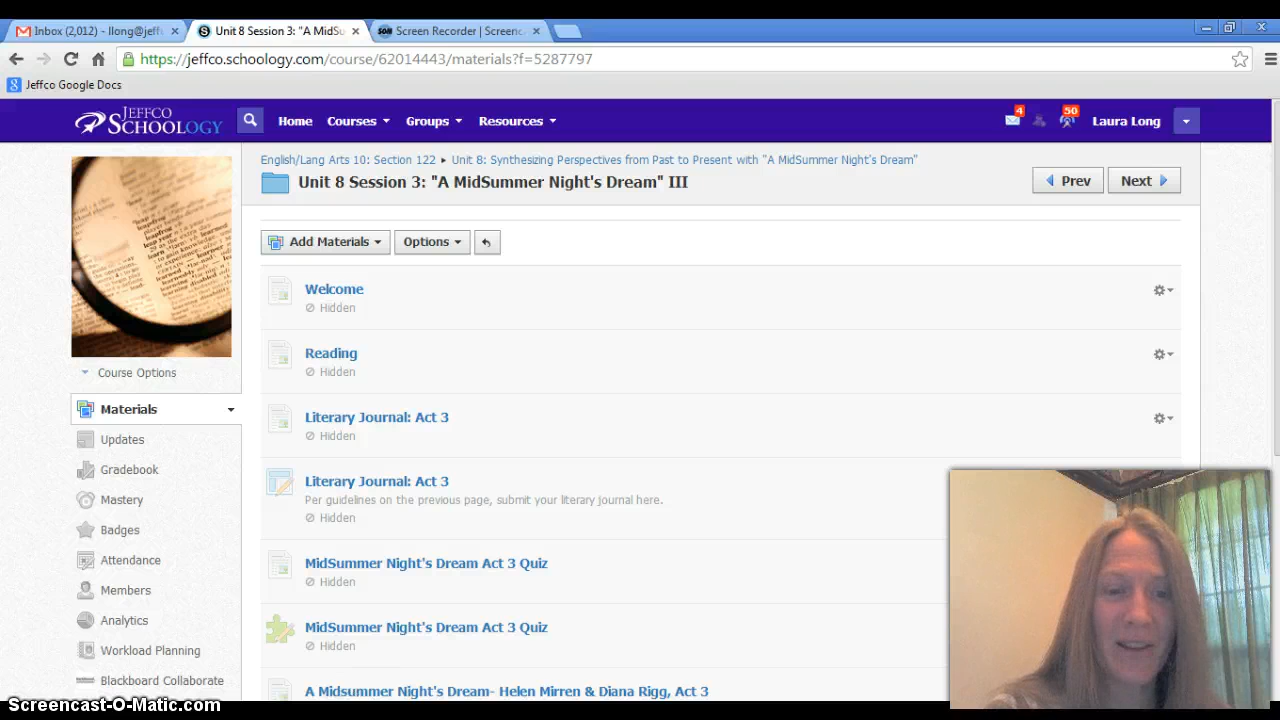 Inbox (2,012) - llong@jeff
Unit 8 Session 3: "A MidSu
Screen Recorder | Screenc
https://jeffco.schoology.com/course/62014443/materials?f=5287797
Jeffco Google Docs
JEFFCO SCHOOLOGY
Home Courses Groups Resources
4 50 Laura Long
English/Lang Arts 10: Section 122 ▸ Unit 8: Synthesizing Perspectives from Past to Present with "A MidSummer Night's Dream"
Unit 8 Session 3: "A MidSummer Night's Dream" III
Prev Next
Add Materials Options
Welcome
Hidden
Reading
Hidden
Literary Journal: Act 3
Hidden
Literary Journal: Act 3
Per guidelines on the previous page, submit your literary journal here.
Hidden
MidSummer Night's Dream Act 3 Quiz
Hidden
MidSummer Night's Dream Act 3 Quiz
Hidden
A Midsummer Night's Dream- Helen Mirren & Diana Rigg, Act 3
Course Options
Materials
Updates
Gradebook
Mastery
Badges
Attendance
Members
Analytics
Workload Planning
Blackboard Collaborate
Screencast-O-Matic.com